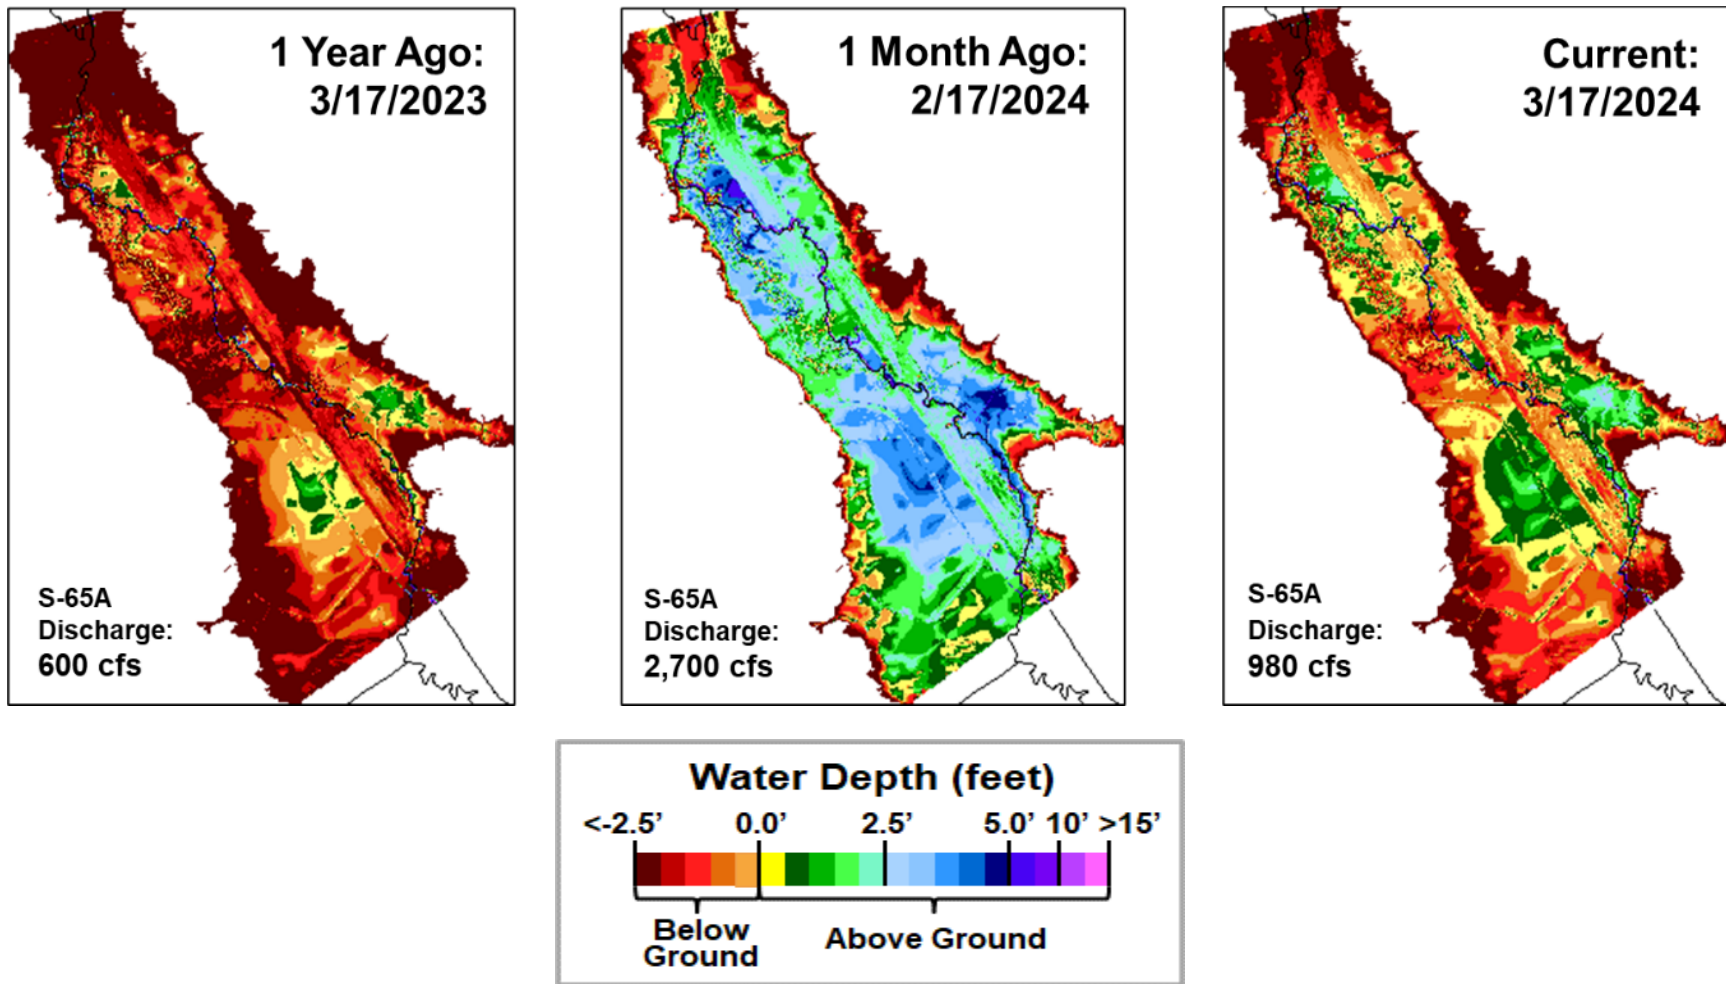 1 Year Ago:
3/17/2023
S-65A
Discharge:
600 cfs
1 Month Ago:
2/17/2024
S-65A
Discharge:
2,700 cfs
Current:
3/17/2024
S-65A
Discharge:
980 cfs
Water Depth (feet)
<-2.5' 0.0' 2.5' 5.0' 10' >15'
Below
Ground
Above Ground